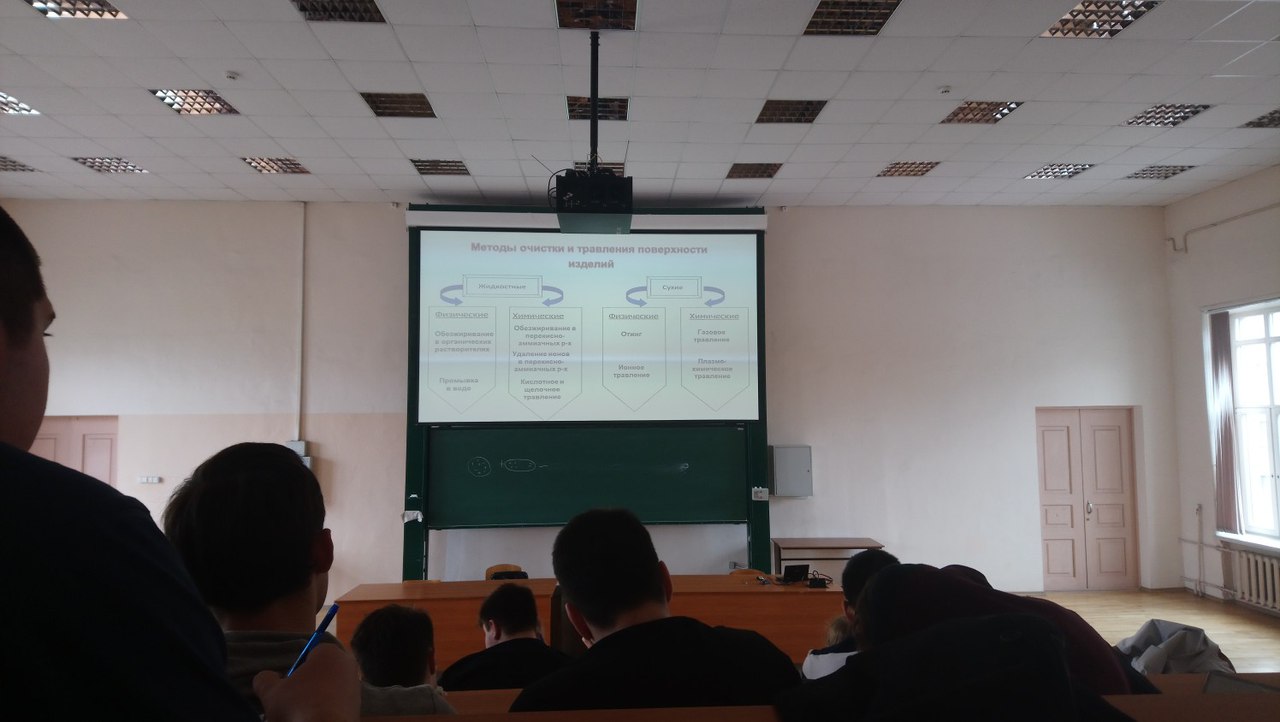 Методы очистки и травления поверхности
изделий
Жидкостные
Сухие
Физические
Обезжиривание
в органических
растворителях
Промывка
в воде
Химические
Обезжиривание в
перекисно-
аммиачных р-х
Удаление ионов
в перекисно-
аммиачных р-х
Кислотное и
щелочное
травление
Физические
Отжиг
Ионное
травление
Химические
Газовое
травление
Плазмо-
химическое
травление